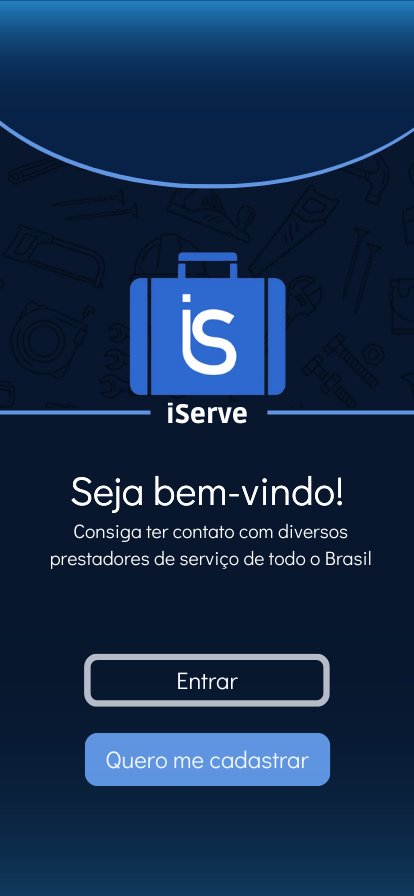 iS
iServe
Seja bem-vindo!
Consiga ter contato com diversos
prestadores de serviço de todo o Brasil
Entrar
Quero me cadastrar